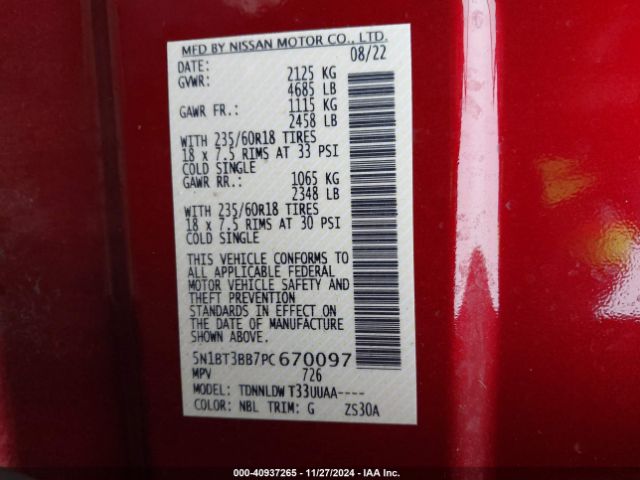 MFD BY NISSAN MOTOR CO., LTD.
DATE: 08/22
GVWR: 2125 KG
4685 LB
GAWR FR.: 1115 KG
2458 LB
WITH 235/60R18 TIRES
18 x 7.5 RIMS AT 33 PSI
COLD SINGLE
GAWR RR.: 1065 KG
2348 LB
WITH 235/60R18 TIRES
18 x 7.5 RIMS AT 30 PSI
COLD SINGLE
THIS VEHICLE CONFORMS TO
ALL APPLICABLE FEDERAL
MOTOR VEHICLE SAFETY AND
THEFT PREVENTION
STANDARDS IN EFFECT ON
THE DATE OF MANUFACTURE
SHOWN ABOVE.
5N1BT3BB7PC670097
MPV 726
MODEL: TDNNLDW T33UUAA----
COLOR: NBL TRIM: G ZS30A
000-40937265 - 11/27/2024 - IAA Inc.